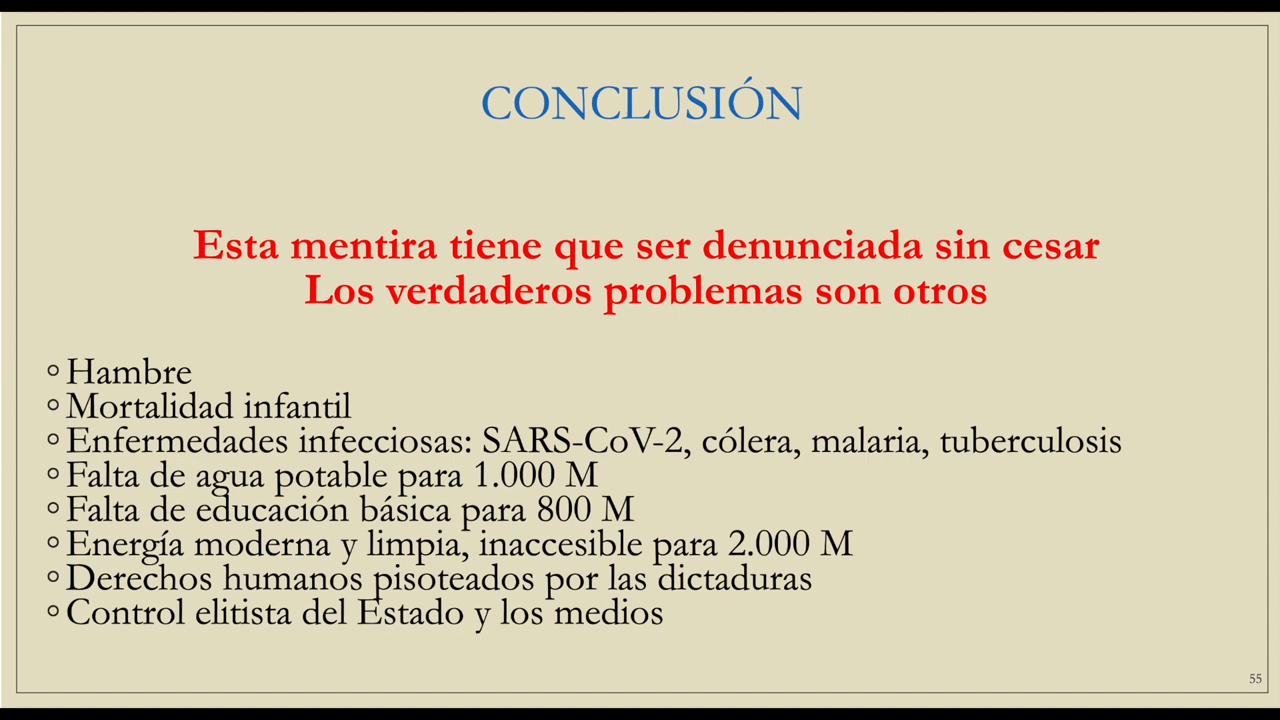 CONCLUSIÓN
Esta mentira tiene que ser denunciada sin cesar
Los verdaderos problemas son otros
◦Hambre
◦Mortalidad infantil
◦Enfermedades infecciosas: SARS-CoV-2, cólera, malaria, tuberculosis
◦Falta de agua potable para 1.000 M
◦Falta de educación básica para 800 M
◦Energía moderna y limpia, inaccesible para 2.000 M
◦Derechos humanos pisoteados por las dictaduras
◦Control elitista del Estado y los medios
55